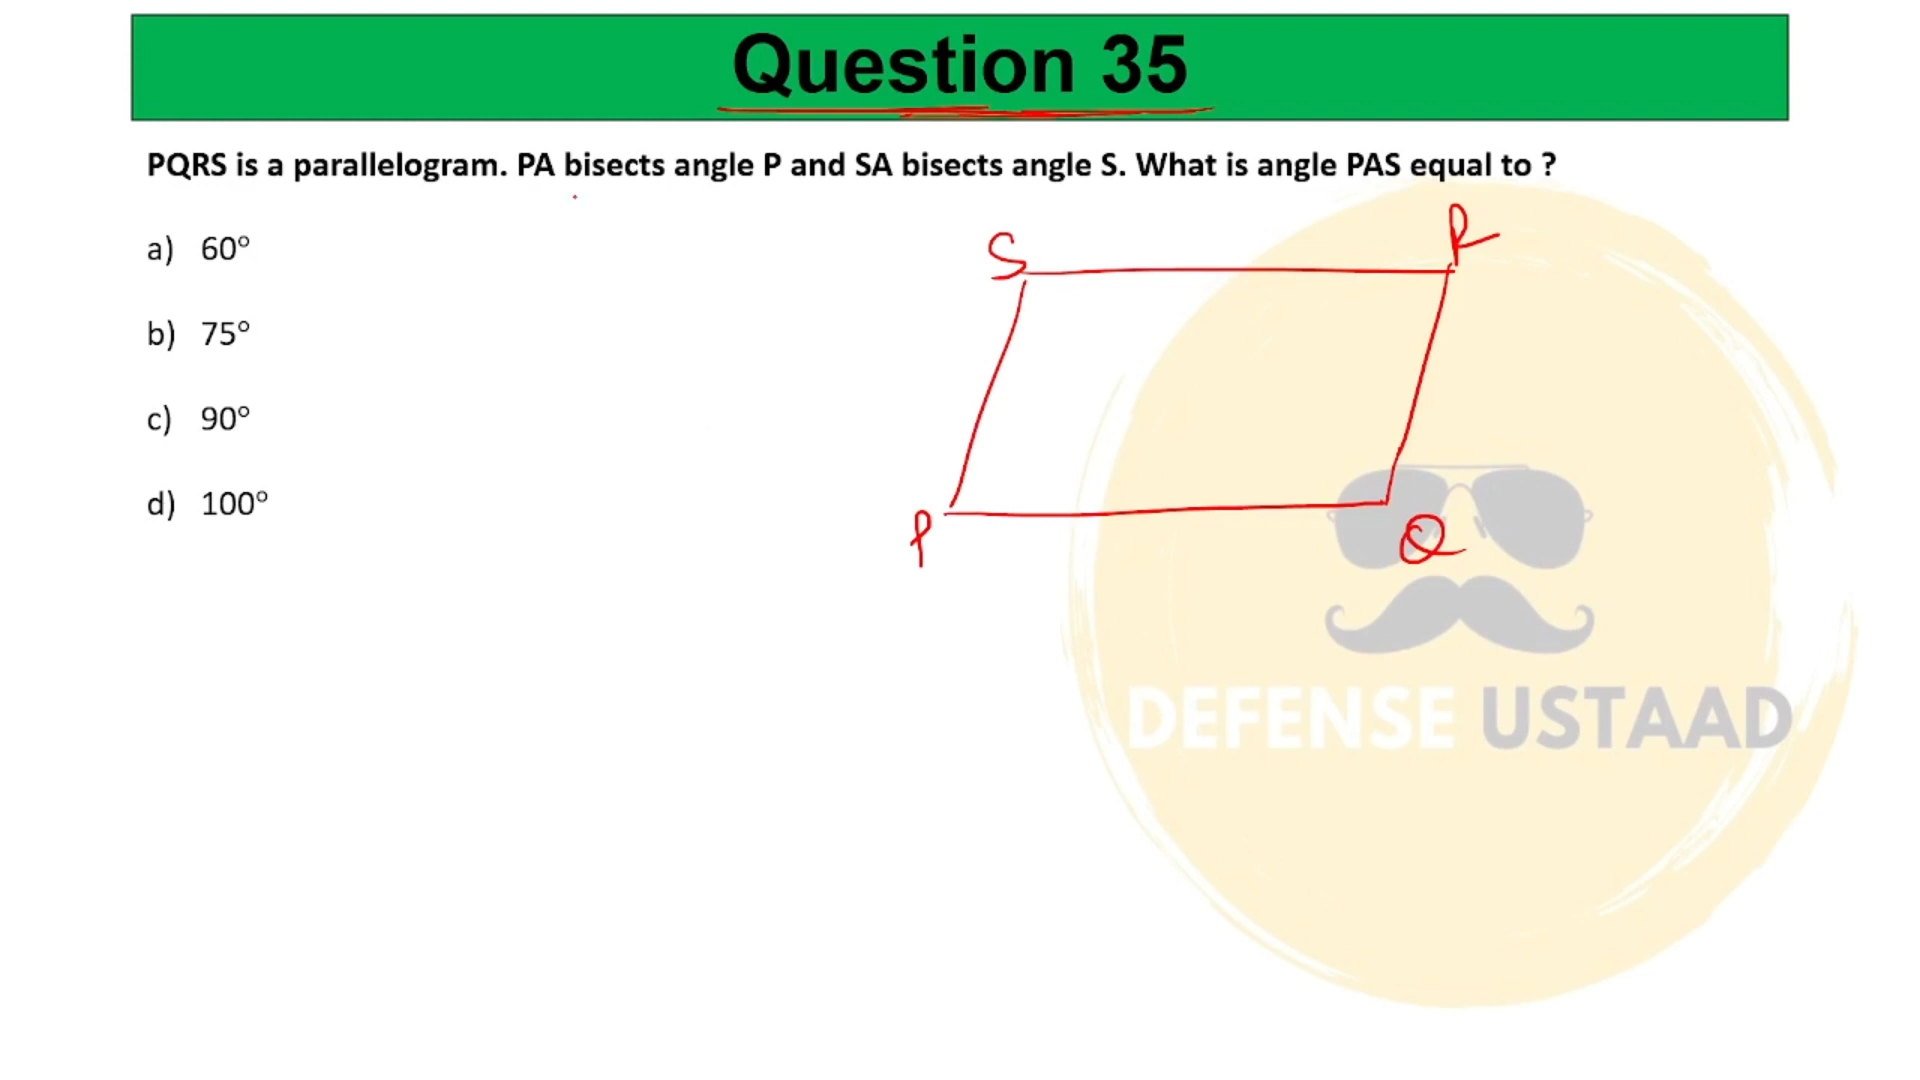 Question 35
PQRS is a parallelogram. PA bisects angle P and SA bisects angle S. What is angle PAS equal to ?
a) 60°
b) 75°
c) 90°
d) 100°
S
R
P
Q
DEFENSE USTAAD